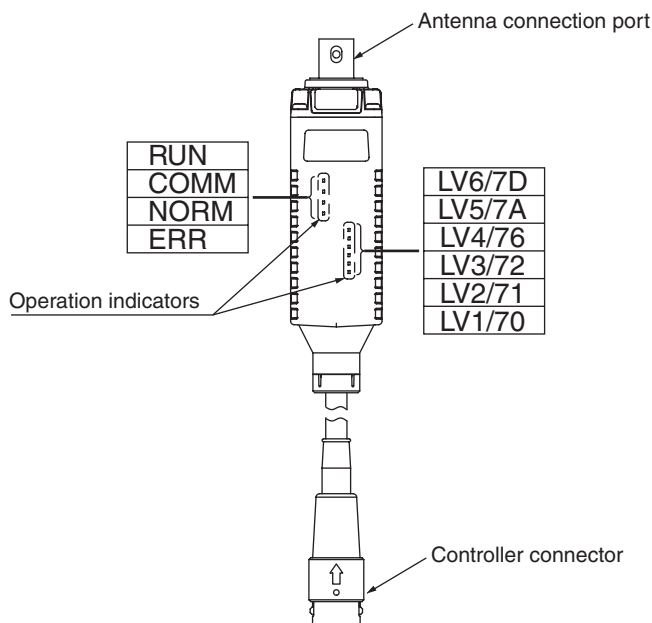 Antenna connection port
RUN
COMM
NORM
ERR
LV6/7D
LV5/7A
LV4/76
LV3/72
LV2/71
LV1/70
Operation indicators
Controller connector